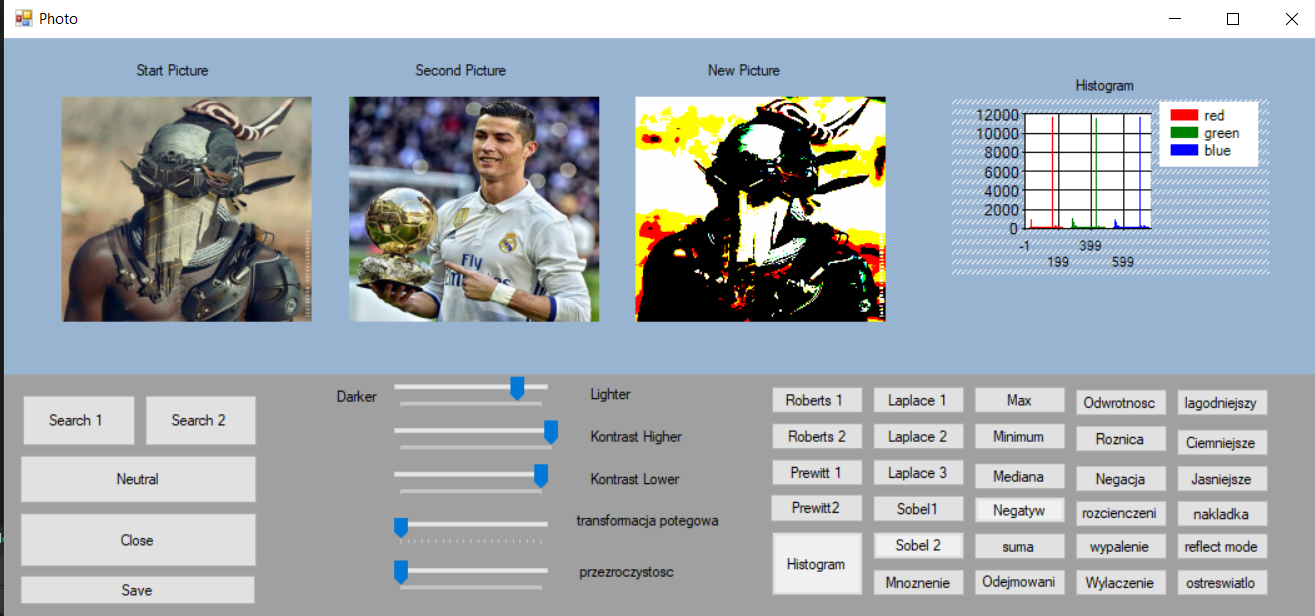 Photo
Start Picture
Second Picture
New Picture
Histogram
12000
10000
8000
6000
4000
2000
0
-1
199
399
599
red
green
blue
Fly
Search 1
Search 2
Neutral
Close
Save
Darker
Lighter
Kontrast Higher
Kontrast Lower
transformacja potegowa
przezroczystosc
Roberts 1
Laplace 1
Max
Odwrotnosc
lagodniejszy
Roberts 2
Laplace 2
Minimum
Roznica
Ciemniejsze
Prewitt 1
Laplace 3
Mediana
Negacja
Jasniejsze
Prewitt2
Sobel1
Negatyw
rozcienczeni
nakladka
Histogram
Sobel 2
suma
wypalenie
reflect mode
Mnozenie
Odejmowani
Wylaczenie
ostreswiatlo